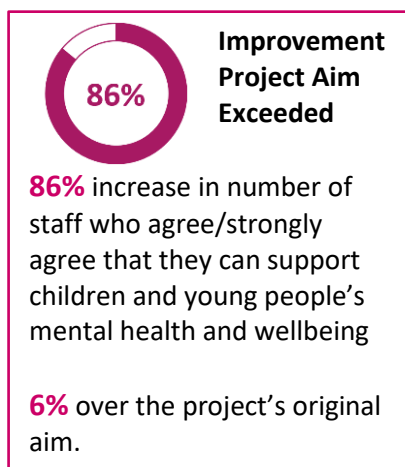 86%
Improvement
Project Aim
Exceeded
86% increase in number of
staff who agree/strongly
agree that they can support
children and young people’s
mental health and wellbeing
6% over the project’s original
aim.